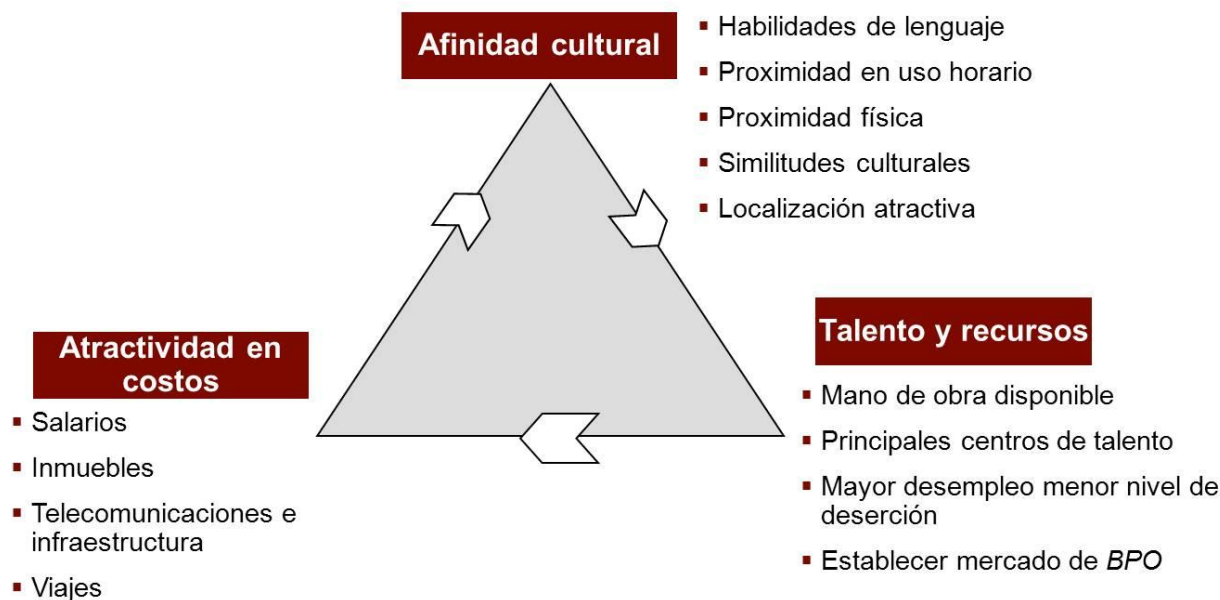 Afinidad cultural
▪ Habilidades de lenguaje
▪ Proximidad en uso horario
▪ Proximidad física
▪ Similitudes culturales
▪ Localización atractiva
Talento y recursos
▪ Mano de obra disponible
▪ Principales centros de talento
▪ Mayor desempleo menor nivel de
deserción
▪ Establecer mercado de BPO
Atractividad en
costos
▪ Salarios
▪ Inmuebles
▪ Telecomunicaciones e
infraestructura
▪ Viajes